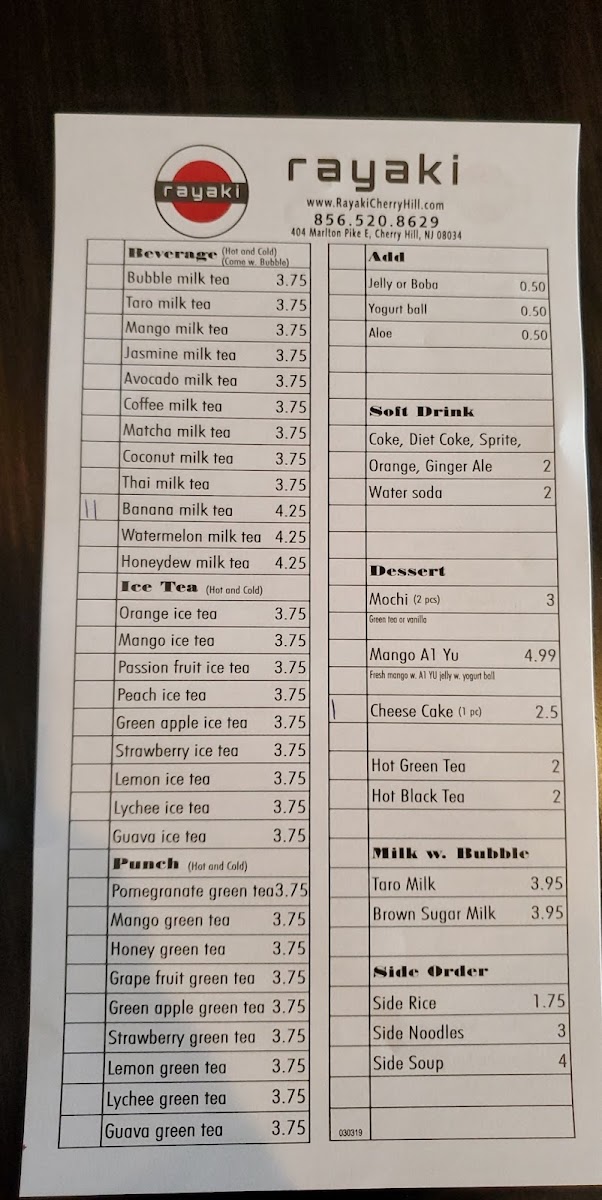 rayaki
rayaki
www.RayakiCherryHill.com
856.520.8629
404 Marlton Pike E, Cherry Hill, NJ 08034
Beverage (Hot and Cold)
(Come w. Bubble)
Bubble milk tea 3.75
Taro milk tea 3.75
Mango milk tea 3.75
Jasmine milk tea 3.75
Avocado milk tea 3.75
Coffee milk tea 3.75
Matcha milk tea 3.75
Coconut milk tea 3.75
Thai milk tea 3.75
II Banana milk tea 4.25
Watermelon milk tea 4.25
Honeydew milk tea 4.25
Ice Tea (Hot and Cold)
Orange ice tea 3.75
Mango ice tea 3.75
Passion fruit ice tea 3.75
Peach ice tea 3.75
Green apple ice tea 3.75
Strawberry ice tea 3.75
Lemon ice tea 3.75
Lychee ice tea 3.75
Guava ice tea 3.75
Punch (Hot and Cold)
Pomegranate green tea 3.75
Mango green tea 3.75
Honey green tea 3.75
Grape fruit green tea 3.75
Green apple green tea 3.75
Strawberry green tea 3.75
Lemon green tea 3.75
Lychee green tea 3.75
Guava green tea 3.75
Add
Jelly or Boba 0.50
Yogurt ball 0.50
Aloe 0.50
Soft Drink
Coke, Diet Coke, Sprite,
Orange, Ginger Ale 2
Water soda 2
Dessert
Mochi (2 pcs) 3
Green tea or vanilla
Mango A1 Yu 4.99
Fresh mango w. A1 YU jelly w. yogurt ball
I Cheese Cake (1 pc) 2.5
Hot Green Tea 2
Hot Black Tea 2
Milk w. Bubble
Taro Milk 3.95
Brown Sugar Milk 3.95
Side Order
Side Rice 1.75
Side Noodles 3
Side Soup 4
030319